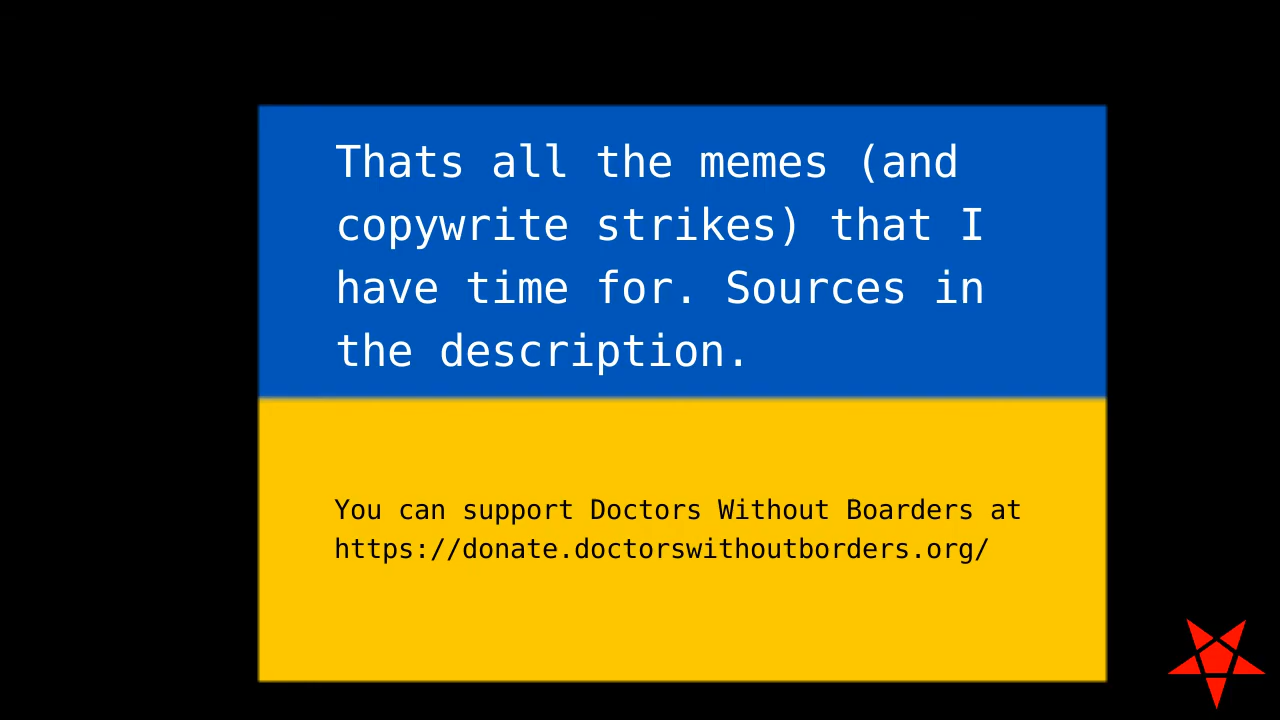 Thats all the memes (and
copywrite strikes) that I
have time for. Sources in
the description.
You can support Doctors Without Boarders at
https://donate.doctorswithoutborders.org/